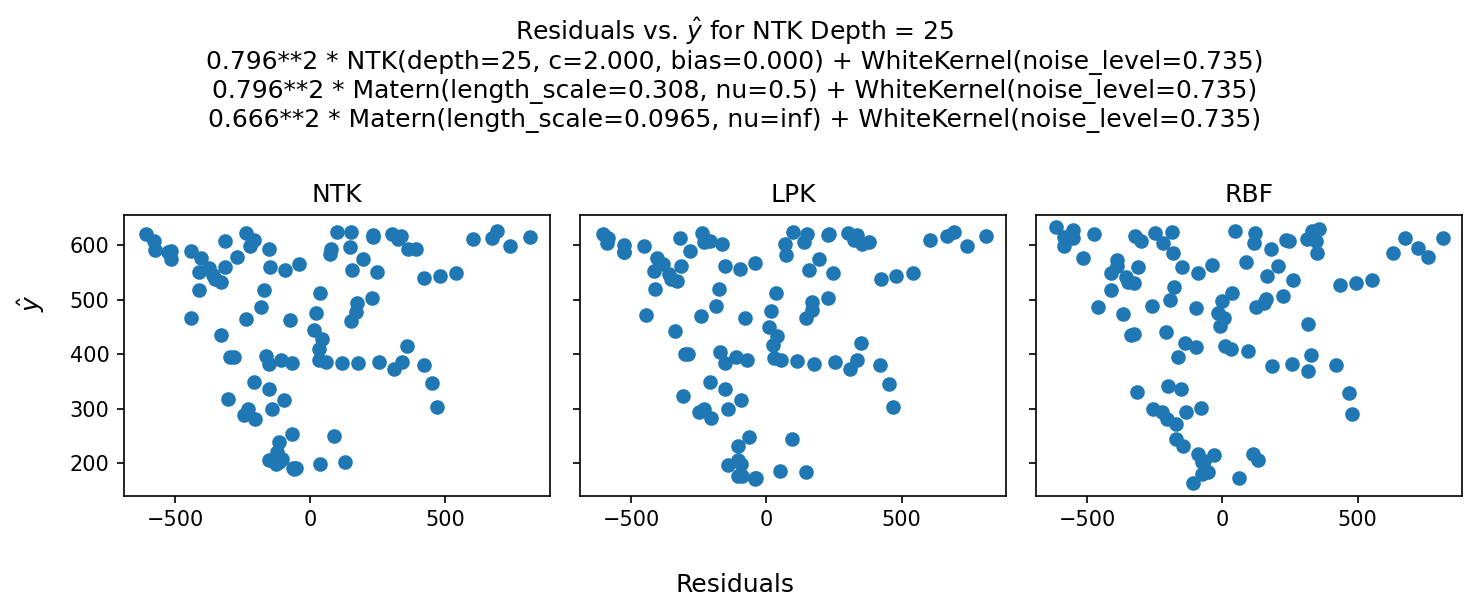 Residuals vs. ŷ for NTK Depth = 25
0.796**2 * NTK(depth=25, c=2.000, bias=0.000) + WhiteKernel(noise_level=0.735)
0.796**2 * Matern(length_scale=0.308, nu=0.5) + WhiteKernel(noise_level=0.735)
0.666**2 * Matern(length_scale=0.0965, nu=inf) + WhiteKernel(noise_level=0.735)
NTK LPK RBF
600
500
ŷ
400
300
200
−500 0 500 −500 0 500 −500 0 500
Residuals